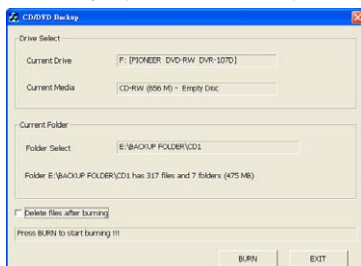 CD/DVD Backup
Drive Select
Current Drive F: [PIONEER DVD-RW DVR-107D]
Current Media CD-RW (656 M) - Empty Disc
Current Folder
Folder Select E:\BACKUP FOLDER\CD1
Folder E:\BACKUP FOLDER\CD1 has 317 files and 7 folders (475 MB)
Delete files after burning
Press BURN to start burning !!!
BURN EXIT